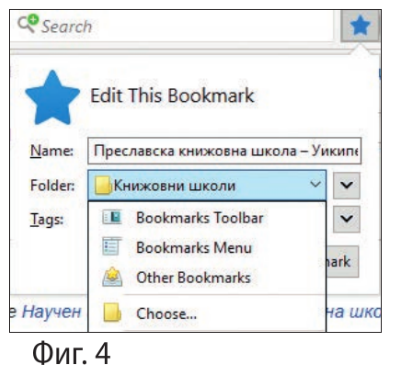 Search
Edit This Bookmark
Name: Преславска книжовна школа – Уикипе
Folder: Книжовни школи
Tags:
Bookmarks Toolbar
Bookmarks Menu
Other Bookmarks
Choose...
Научен
Фиг. 4